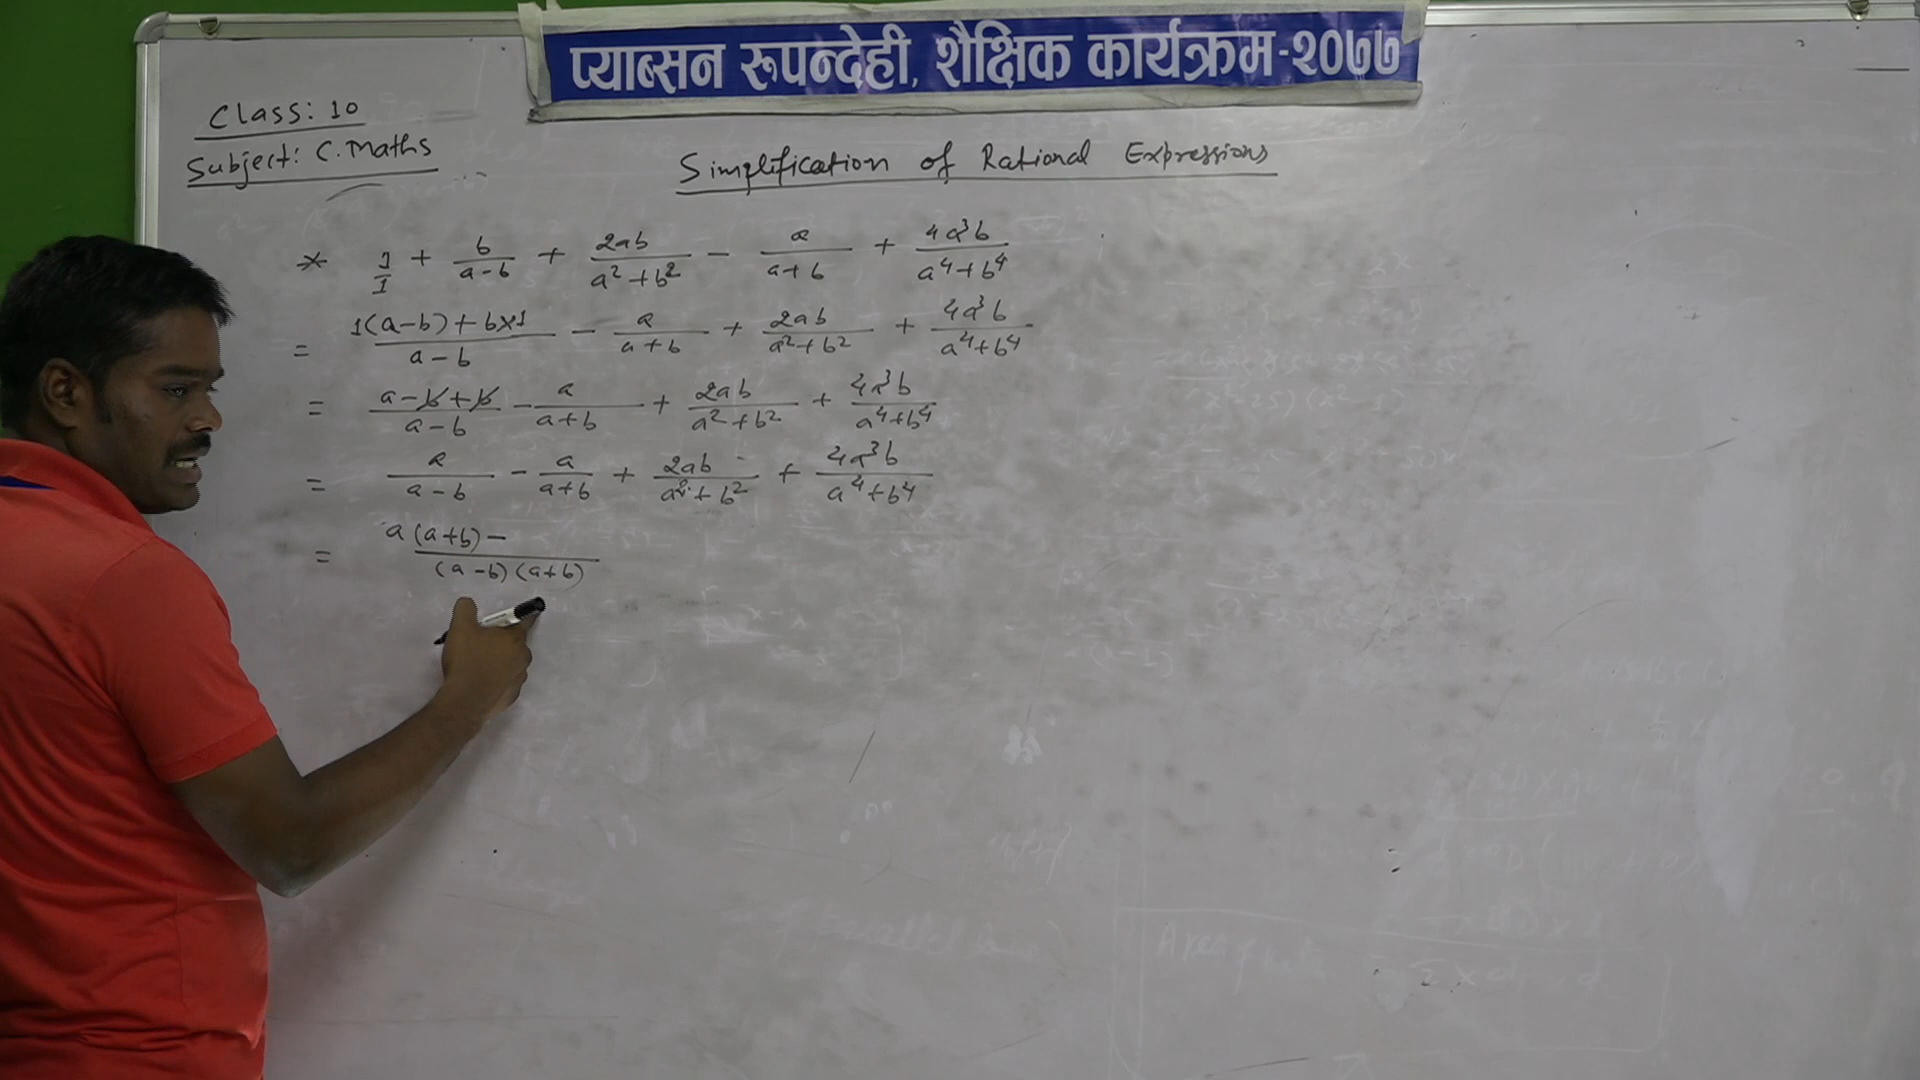 प्याब्सन रुपन्देही, शैक्षिक कार्यक्रम-२०७७
Class: 10
Subject: C. Maths
Simplification of Rational Expressions
* 1/1 + b/(a-b) + 2ab/(a²+b²) - a/(a+b) + 4a³b/(a⁴+b⁴)
= (1(a-b)+b×1)/(a-b) - a/(a+b) + 2ab/(a²+b²) + 4a³b/(a⁴+b⁴)
= (a-b+b)/(a-b) - a/(a+b) + 2ab/(a²+b²) + 4a³b/(a⁴+b⁴)
= a/(a-b) - a/(a+b) + 2ab/(a²+b²) + 4a³b/(a⁴+b⁴)
= a(a+b)-/(a-b)(a+b)